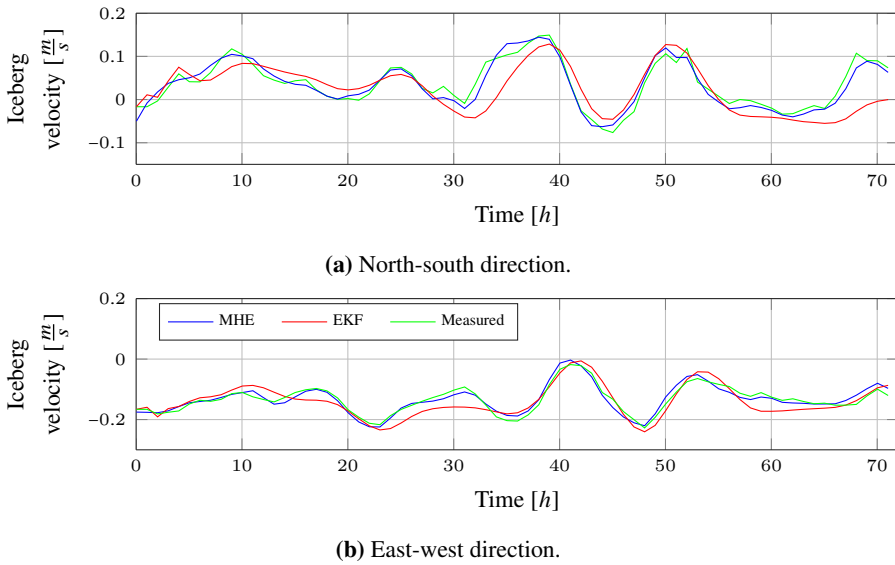 0.2
0.1
0
−0.1
Iceberg
velocity [m/s]
0 10 20 30 40 50 60 70
Time [h]
(a) North-south direction.
0.2
0
−0.2
Iceberg
velocity [m/s]
MHE EKF Measured
0 10 20 30 40 50 60 70
Time [h]
(b) East-west direction.